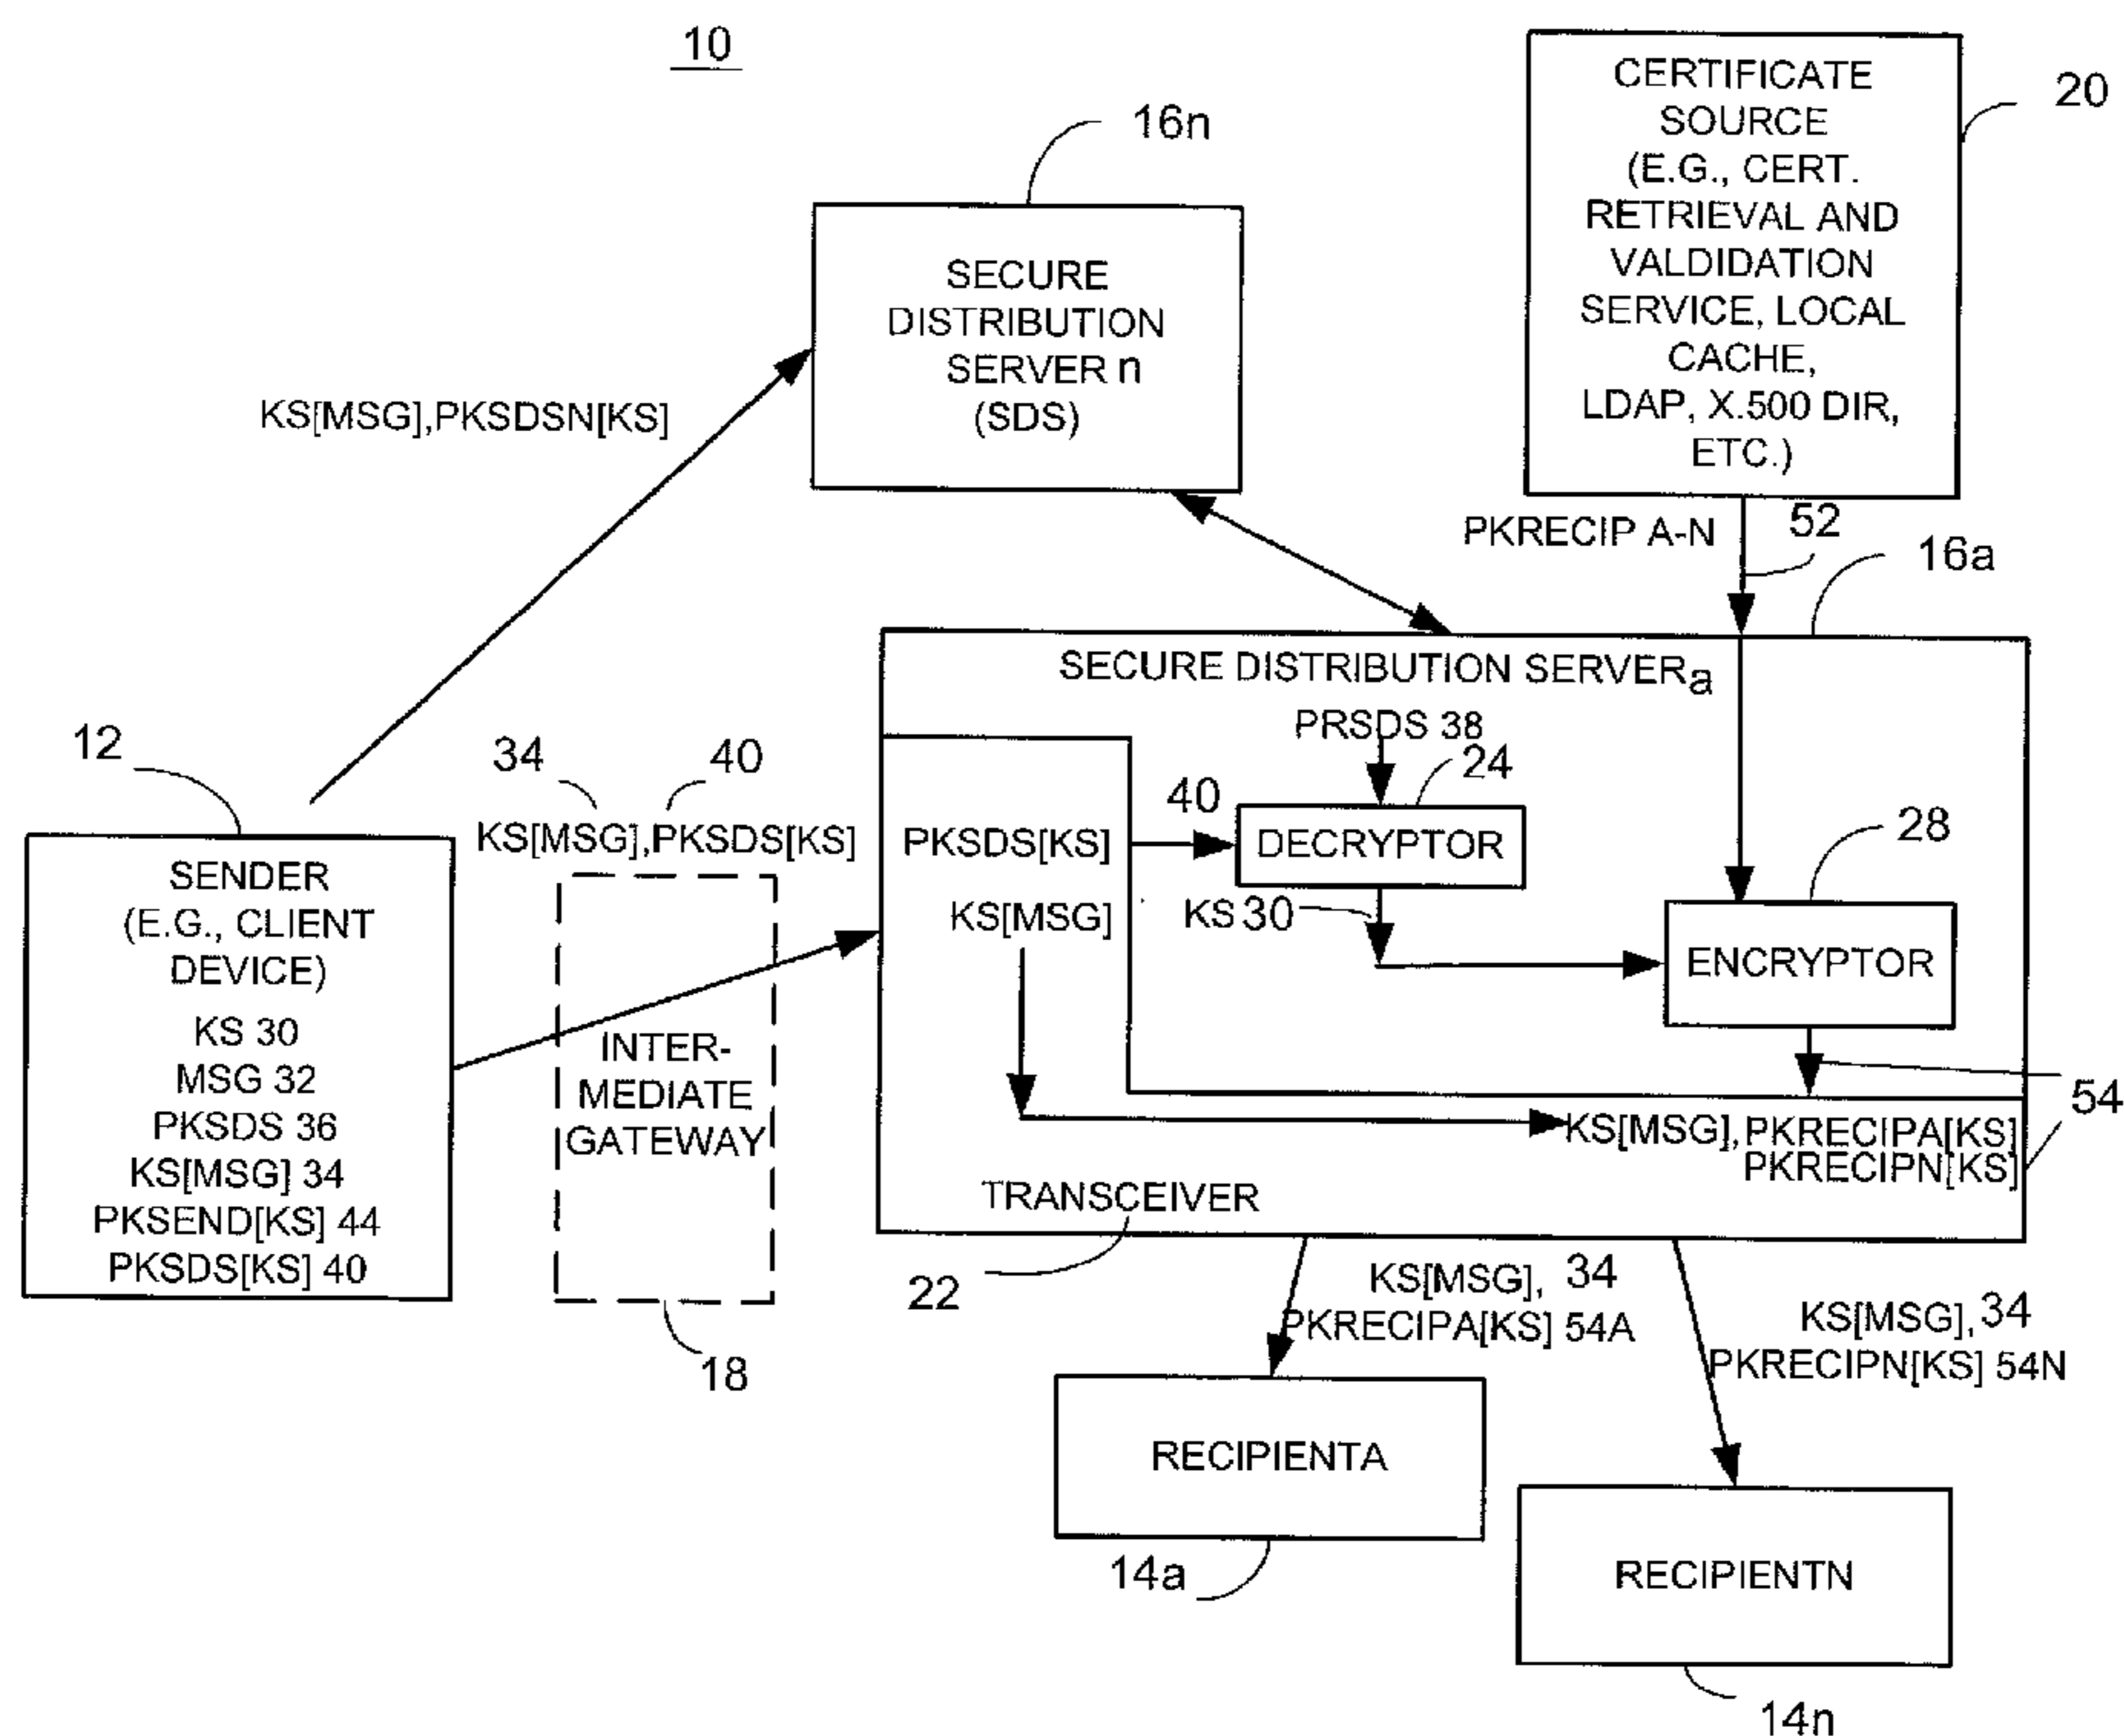 10
CERTIFICATE
SOURCE
(E.G., CERT.
RETRIEVAL AND
VALDIDATION
SERVICE, LOCAL
CACHE,
LDAP, X.500 DIR,
ETC.)
20
16n
SECURE
DISTRIBUTION
SERVER n
(SDS)
KS[MSG],PKSDSN[KS]
PKRECIP A-N
52
16a
SECURE DISTRIBUTION SERVERa
PRSDS 38
24
40
PKSDS[KS]
DECRYPTOR
28
KS[MSG]
KS 30
ENCRYPTOR
54
KS[MSG], PKRECIPA[KS]
PKRECIPN[KS]
TRANSCEIVER
22
12
34
40
KS[MSG],PKSDS[KS]
SENDER
(E.G., CLIENT
DEVICE)
KS 30
MSG 32
PKSDS 36
KS[MSG] 34
PKSEND[KS] 44
PKSDS[KS] 40
INTER-
MEDIATE
GATEWAY
18
KS[MSG], 34
PKRECIPA[KS] 54A
KS[MSG], 34
PKRECIPN[KS] 54N
RECIPIENTA
14a
RECIPIENTN
14n